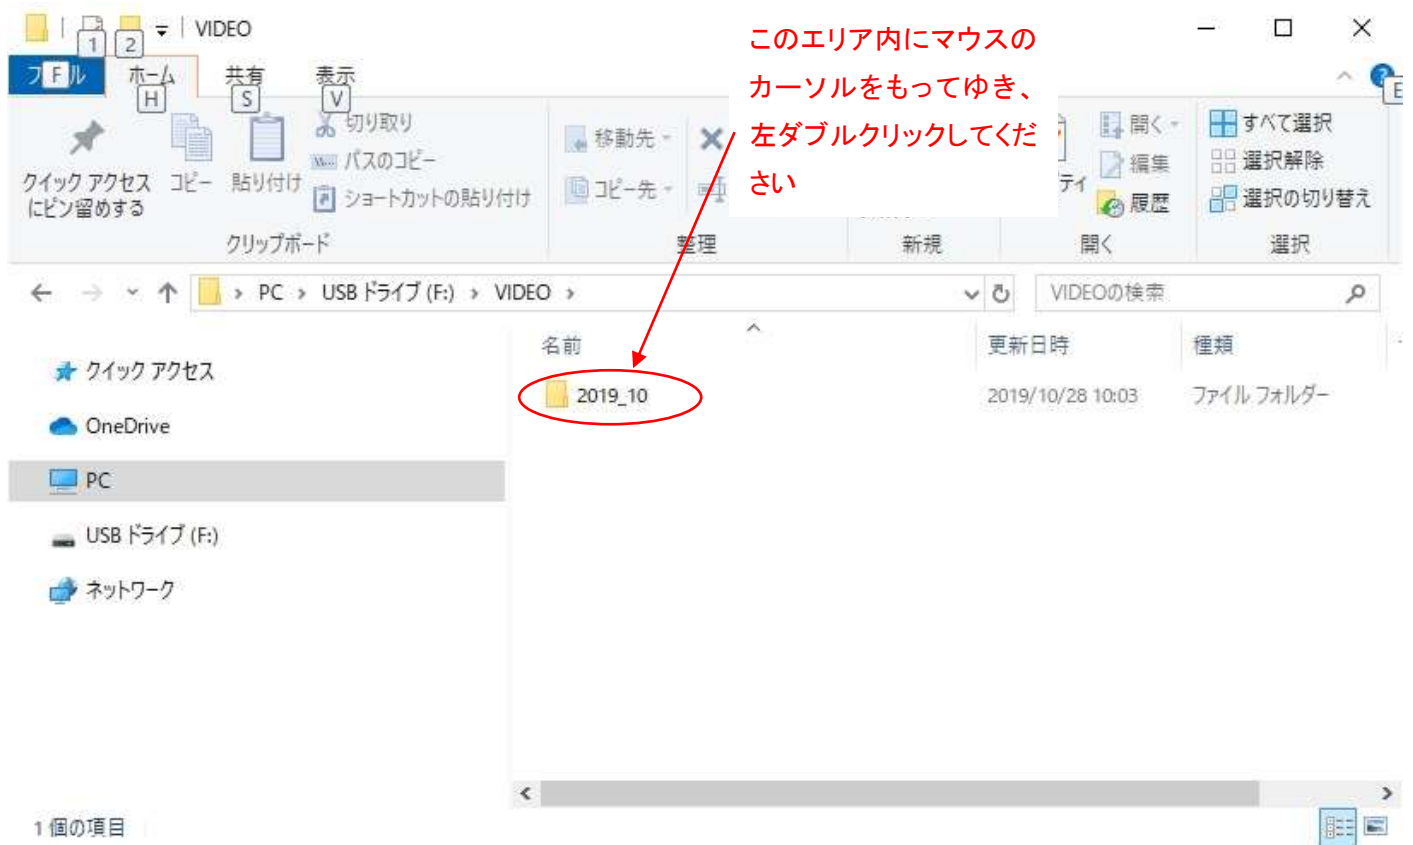 1 2 VIDEO
このエリア内にマウスの
カーソルをもってゆき、
左ダブルクリックしてくだ
さい
フ F ル ホーム 共有 表示
H S V E
切り取り
パスのコピー
ショートカットの貼り付け
クイック アクセス
にピン留めする
コピー 貼り付け
移動先
コピー先
開く
編集
履歴
すべて選択
選択解除
選択の切り替え
クリップボード 整理 新規 開く 選択
PC › USB ドライブ (F:) › VIDEO › VIDEOの検索
名前 更新日時 種類
2019_10 2019/10/28 10:03 ファイル フォルダー
クイック アクセス
OneDrive
PC
USB ドライブ (F:)
ネットワーク
1 個の項目